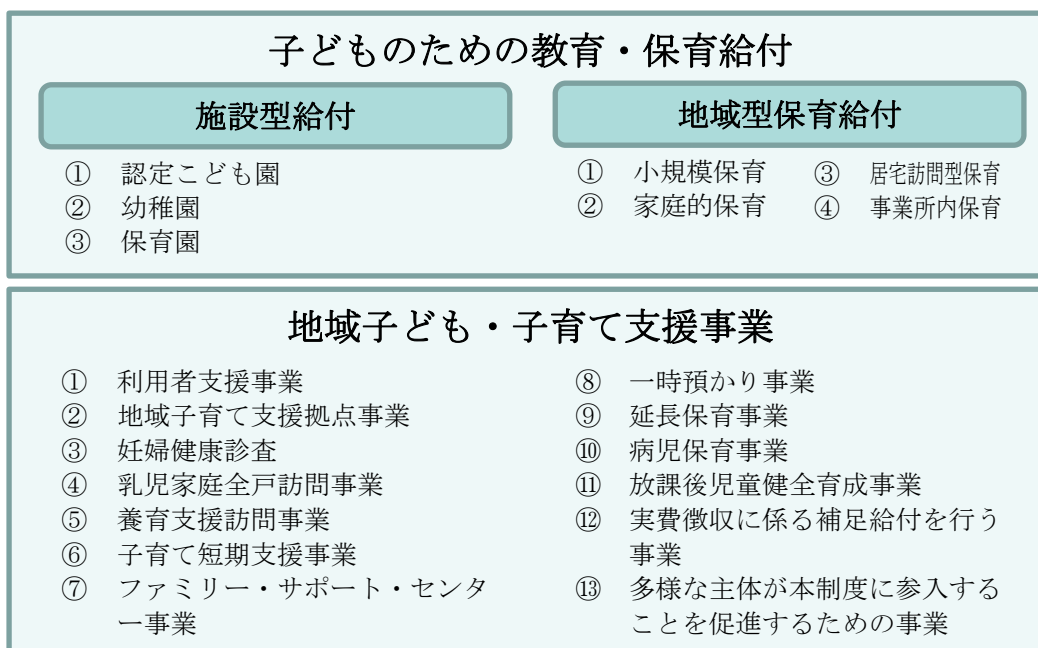 子どものための教育・保育給付
施設型給付
① 認定こども園
② 幼稚園
③ 保育園
地域型保育給付
① 小規模保育
② 家庭的保育
③ 居宅訪問型保育
④ 事業所内保育
地域子ども・子育て支援事業
① 利用者支援事業
② 地域子育て支援拠点事業
③ 妊婦健康診査
④ 乳児家庭全戸訪問事業
⑤ 養育支援訪問事業
⑥ 子育て短期支援事業
⑦ ファミリー・サポート・センタ
ー事業
⑧ 一時預かり事業
⑨ 延長保育事業
⑩ 病児保育事業
⑪ 放課後児童健全育成事業
⑫ 実費徴収に係る補足給付を行う
事業
⑬ 多様な主体が本制度に参入する
ことを促進するための事業